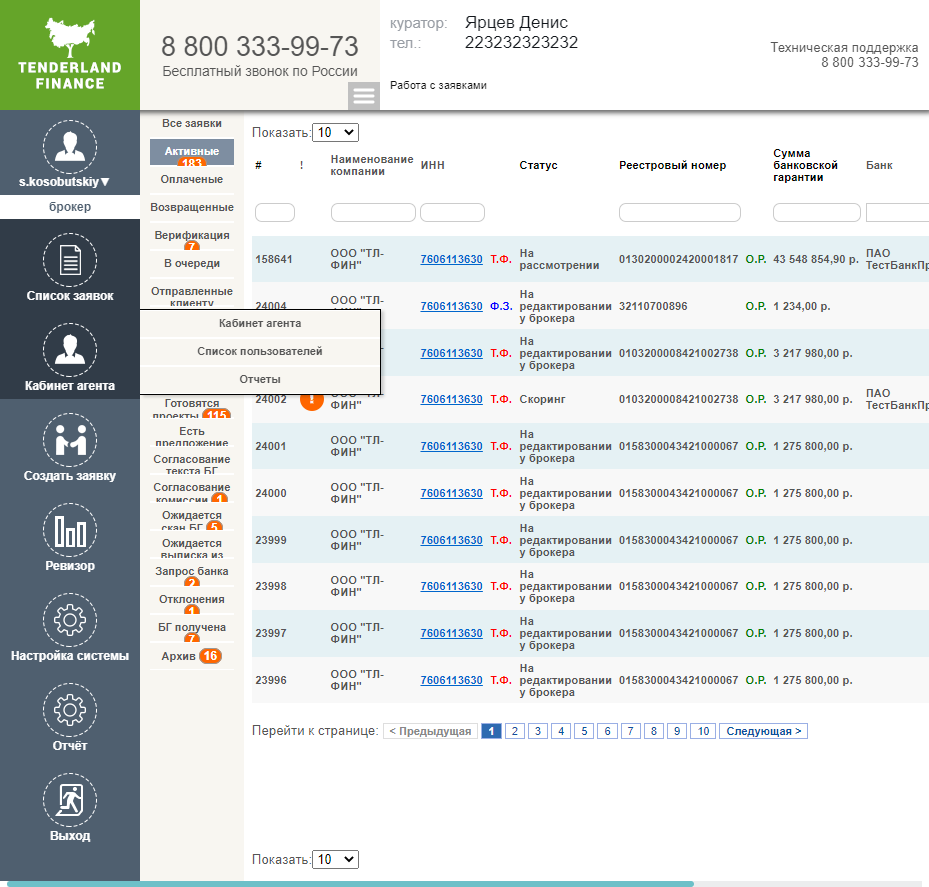 TENDERLAND
FINANCE
8 800 333-99-73
Бесплатный звонок по России
куратор: Ярцев Денис
тел.: 223232323232
Работа с заявками
Техническая поддержка
8 800 333-99-73
s.kosobutskiy▼
брокер
Список заявок
Кабинет агента
Создать заявку
Ревизор
Настройка системы
Отчёт
Выход
Все заявки
Активные
183
Оплаченые
Возвращенные
Верификация
7
В очереди
Отправленные
клиенту
Кабинет агента
Список пользователей
Отчеты
Готовятся
проекты 115
Есть
предложение
Согласование
текста БГ
Согласование
комиссии 1
Ожидается
скан БГ 5
Ожидается
выписка из
Запрос банка
2
Отклонения
1
БГ получена
7
Архив 16
Показать: 10
# ! Наименование компании ИНН Статус Реестровый номер Сумма банковской гарантии Банк
158641 ООО "ТЛ-ФИН" 7606113630 Т.Ф. На рассмотрении 0130200002420001817 О.Р. 43 548 854,90 р. ПАО ТестБанкПр
24004 ООО "ТЛ- 7606113630 Ф.З. На редактировании у брокера 32110700896 О.Р. 1 234,00 р.
7606113630 Т.Ф. На редактировании у брокера 0103200008421002738 О.Р. 3 217 980,00 р.
24002 ! ФИН" 7606113630 Т.Ф. Скоринг 0103200008421002738 О.Р. 3 217 980,00 р. ПАО ТестБанкПр
24001 ООО "ТЛ-ФИН" 7606113630 Т.Ф. На редактировании у брокера 0158300043421000067 О.Р. 1 275 800,00 р.
24000 ООО "ТЛ-ФИН" 7606113630 Т.Ф. На редактировании у брокера 0158300043421000067 О.Р. 1 275 800,00 р.
23999 ООО "ТЛ-ФИН" 7606113630 Т.Ф. На редактировании у брокера 0158300043421000067 О.Р. 1 275 800,00 р.
23998 ООО "ТЛ-ФИН" 7606113630 Т.Ф. На редактировании у брокера 0158300043421000067 О.Р. 1 275 800,00 р.
23997 ООО "ТЛ-ФИН" 7606113630 Т.Ф. На редактировании у брокера 0158300043421000067 О.Р. 1 275 800,00 р.
23996 ООО "ТЛ-ФИН" 7606113630 Т.Ф. На редактировании у брокера 0158300043421000067 О.Р. 1 275 800,00 р.
Перейти к странице: < Предыдущая 1 2 3 4 5 6 7 8 9 10 Следующая >
Показать: 10